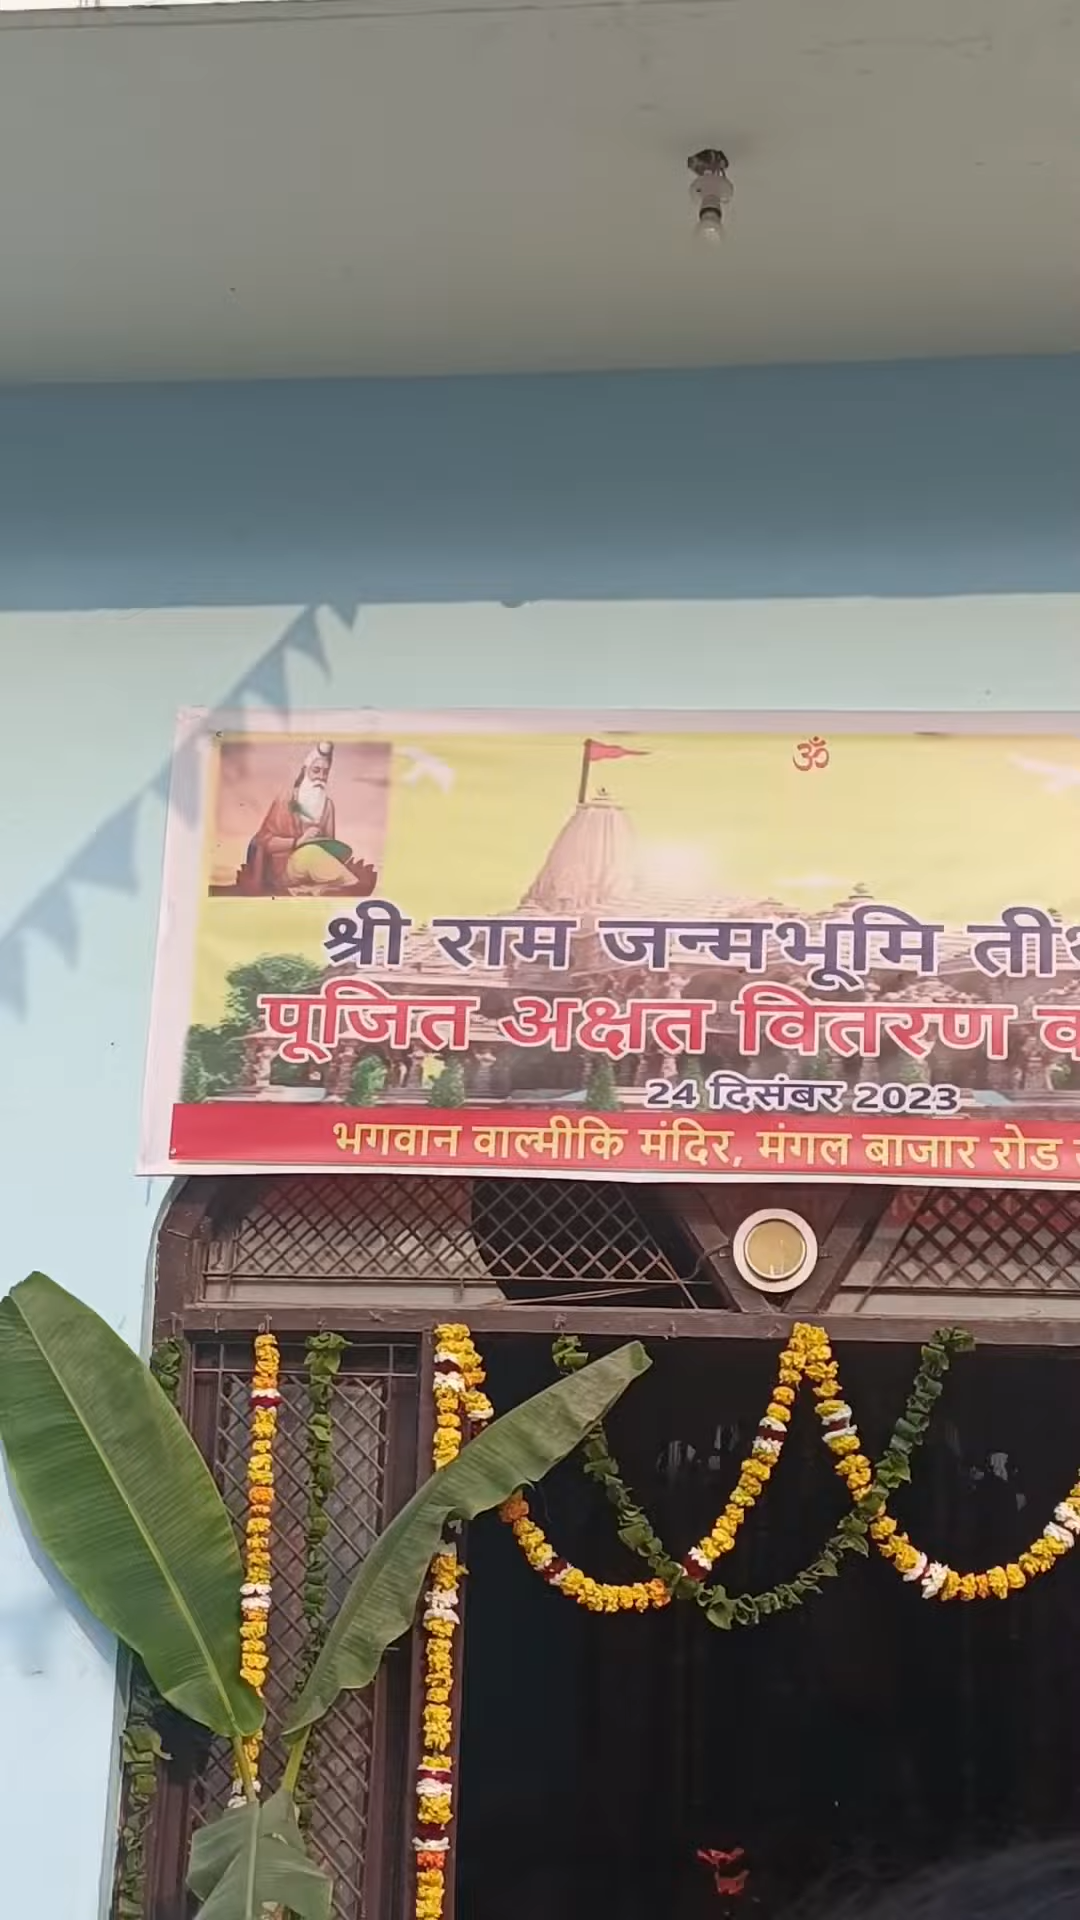 ॐ
श्री राम जन्मभूमि
पूजित अक्षत वितरण
24 दिसंबर 2023
भगवान वाल्मीकि मंदिर, मंगल बाजार रोड